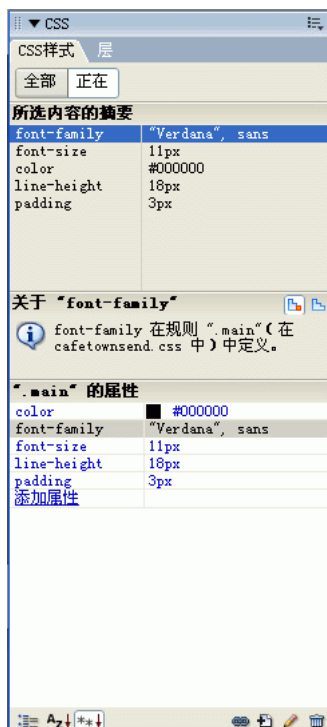 CSS
CSS样式 层
全部 正在
所选内容的摘要
font-family "Verdana", sans
font-size 11px
color #000000
line-height 18px
padding 3px
关于 "font-family"
font-family 在规则 ".main"(在
cafetownsend.css 中)中定义。
".main" 的属性
color #000000
font-family "Verdana", sans
font-size 11px
line-height 18px
padding 3px
添加属性
Az↓ **↓